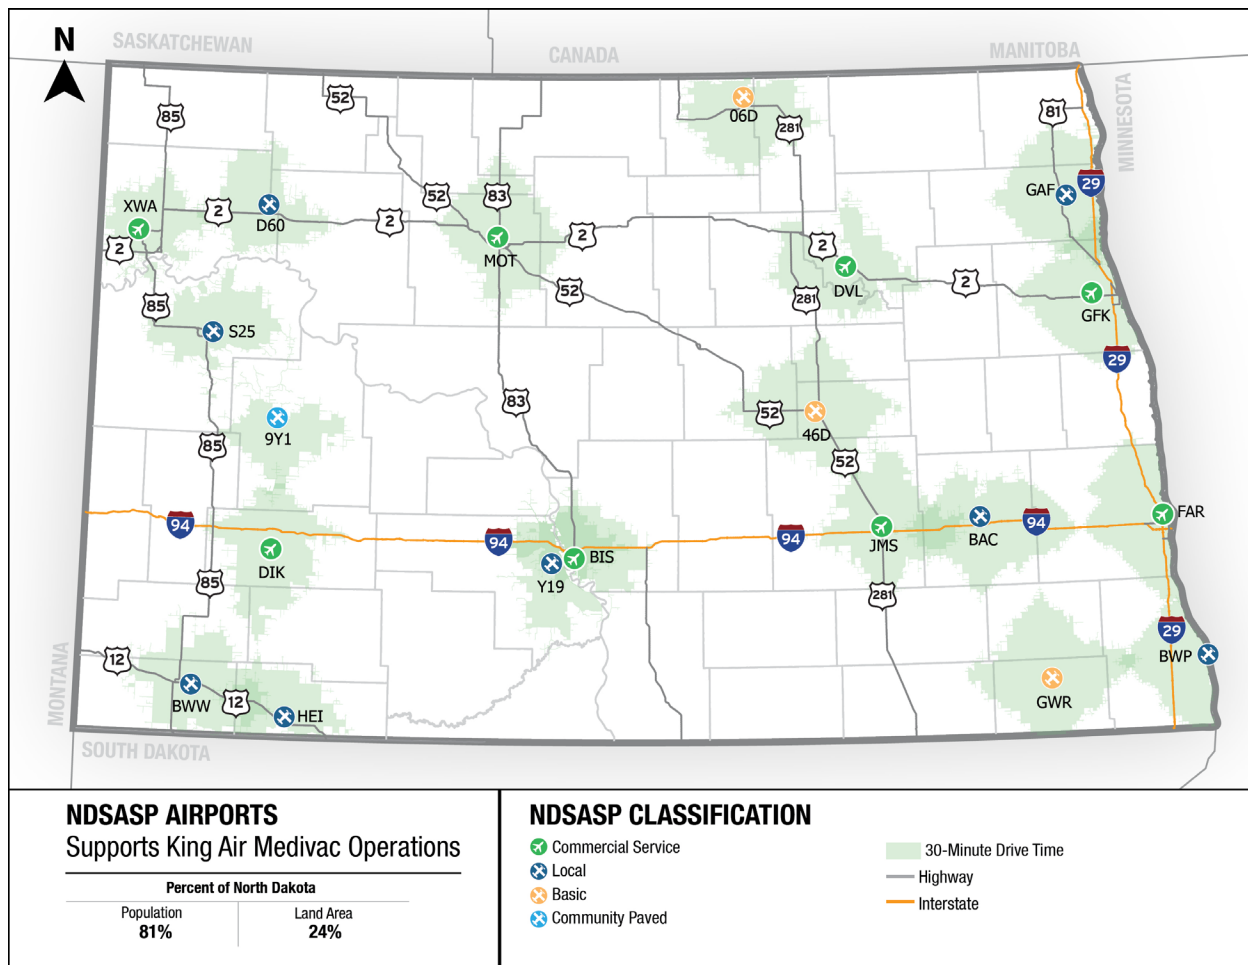 N
SASKATCHEWAN
CANADA
MANITOBA
MINNESOTA
52
85
06D
281
81
XWA
2
D60
52
83
2
MOT
2
2
GAF
29
2
85
52
DVL
281
2
GFK
S25
29
83
9Y1
85
52
46D
52
94
94
94
JMS
BAC
94
FAR
DIK
BIS
Y19
85
281
29
BWP
12
BWW
12
HEI
GWR
MONTANA
SOUTH DAKOTA
NDSASP AIRPORTS
Supports King Air Medivac Operations
Percent of North Dakota
Population
Land Area
81%
24%
NDSASP CLASSIFICATION
Commercial Service
Local
Basic
Community Paved
30-Minute Drive Time
Highway
Interstate